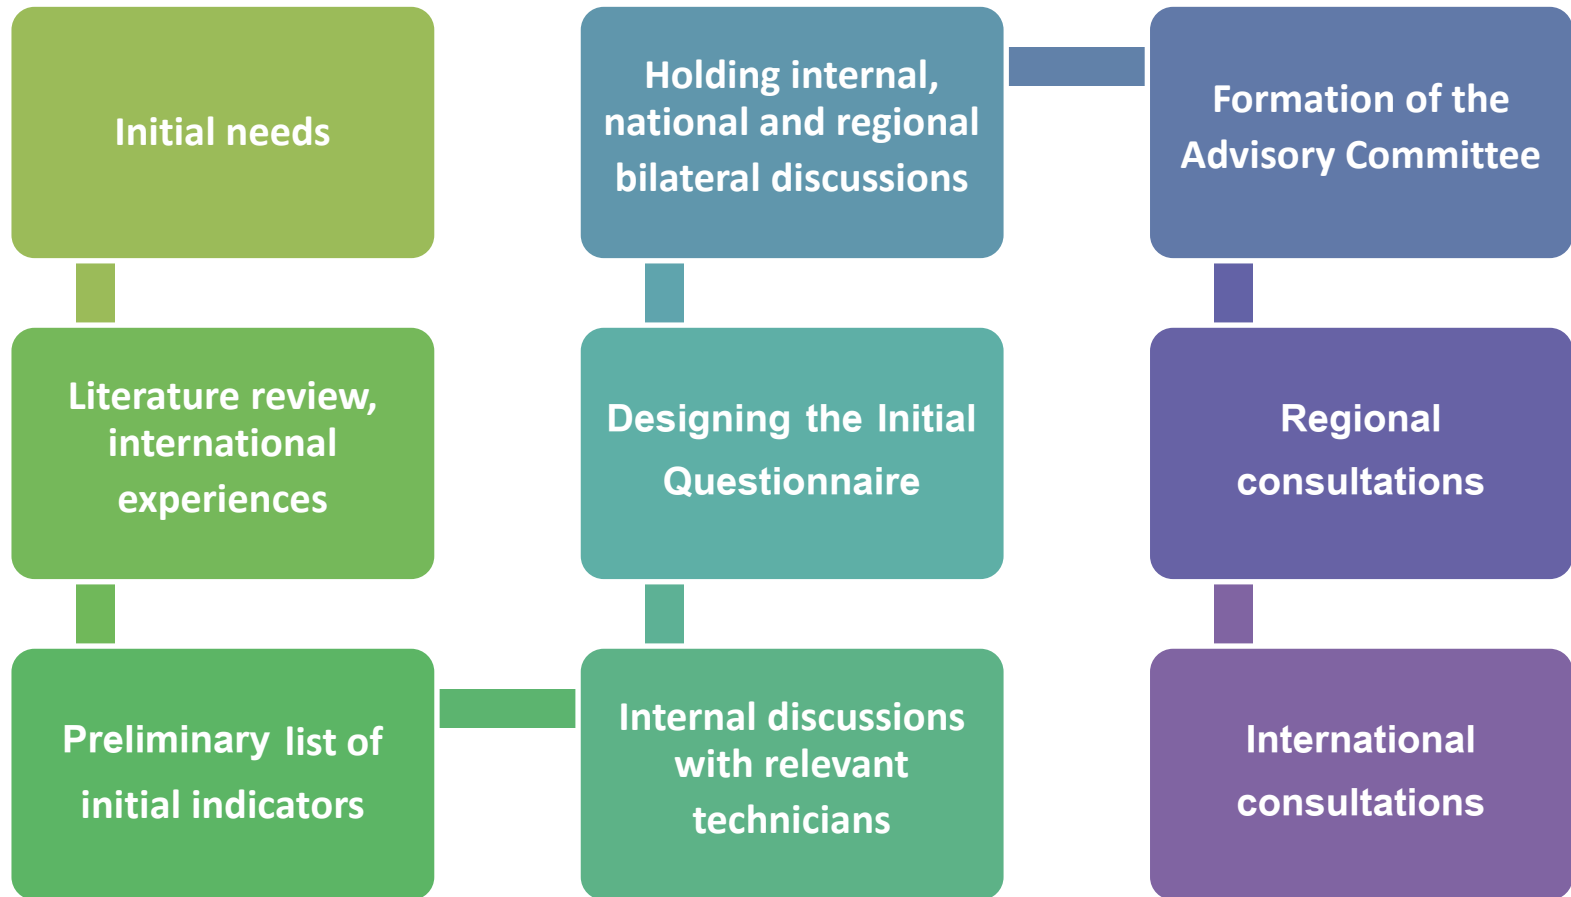 Initial needs
Literature review,
international
experiences
Preliminary list of
initial indicators
Internal discussions
with relevant
technicians
Designing the Initial
Questionnaire
Holding internal,
national and regional
bilateral discussions
Formation of the
Advisory Committee
Regional
consultations
International
consultations